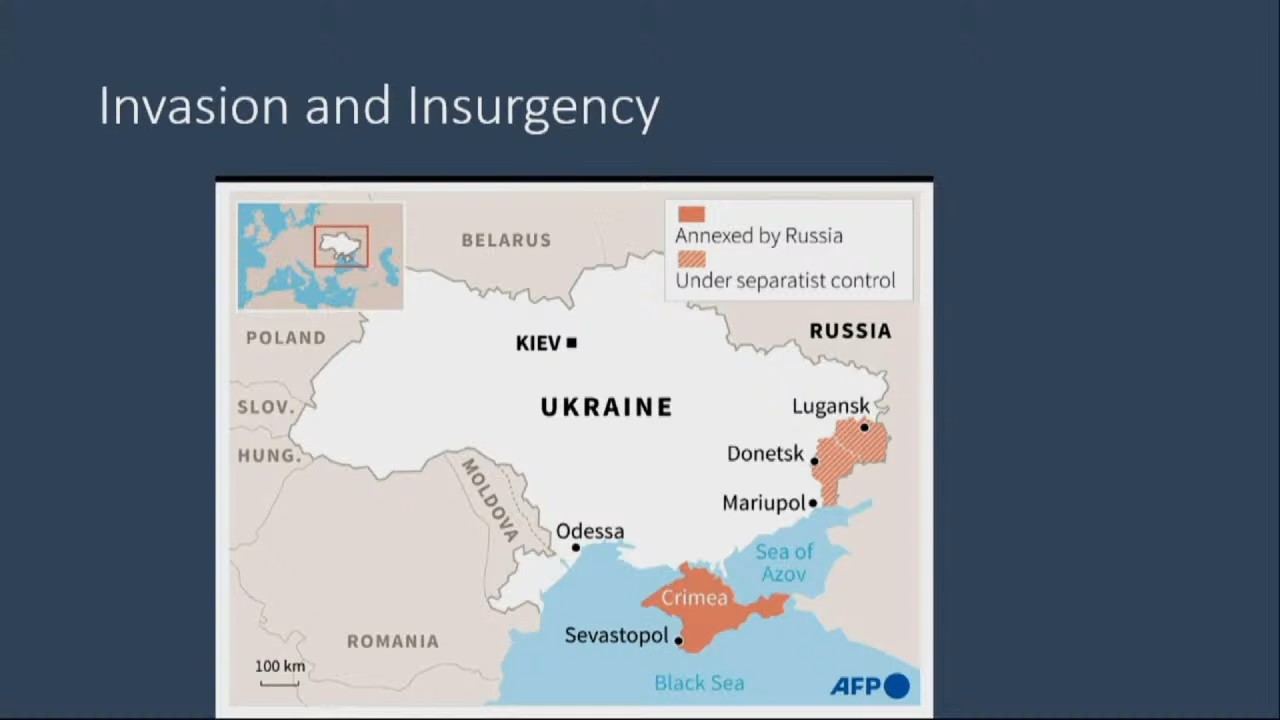 Invasion and Insurgency
BELARUS
Annexed by Russia
Under separatist control
POLAND
KIEV
RUSSIA
SLOV.
UKRAINE
Lugansk
HUNG.
Donetsk
MOLDOVA
Mariupol
Odessa
Sea of
Azov
Crimea
Sevastopol
ROMANIA
100 km
Black Sea
AFP